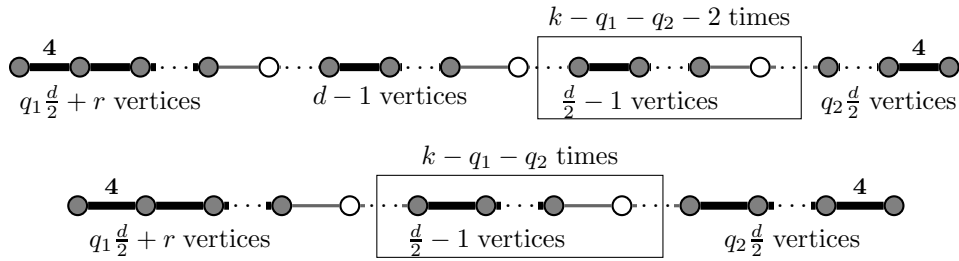 k − q₁ − q₂ − 2 times
4 4
q₁ d/2 + r vertices d − 1 vertices d/2 − 1 vertices q₂ d/2 vertices
k − q₁ − q₂ times
4 4
q₁ d/2 + r vertices d/2 − 1 vertices q₂ d/2 vertices